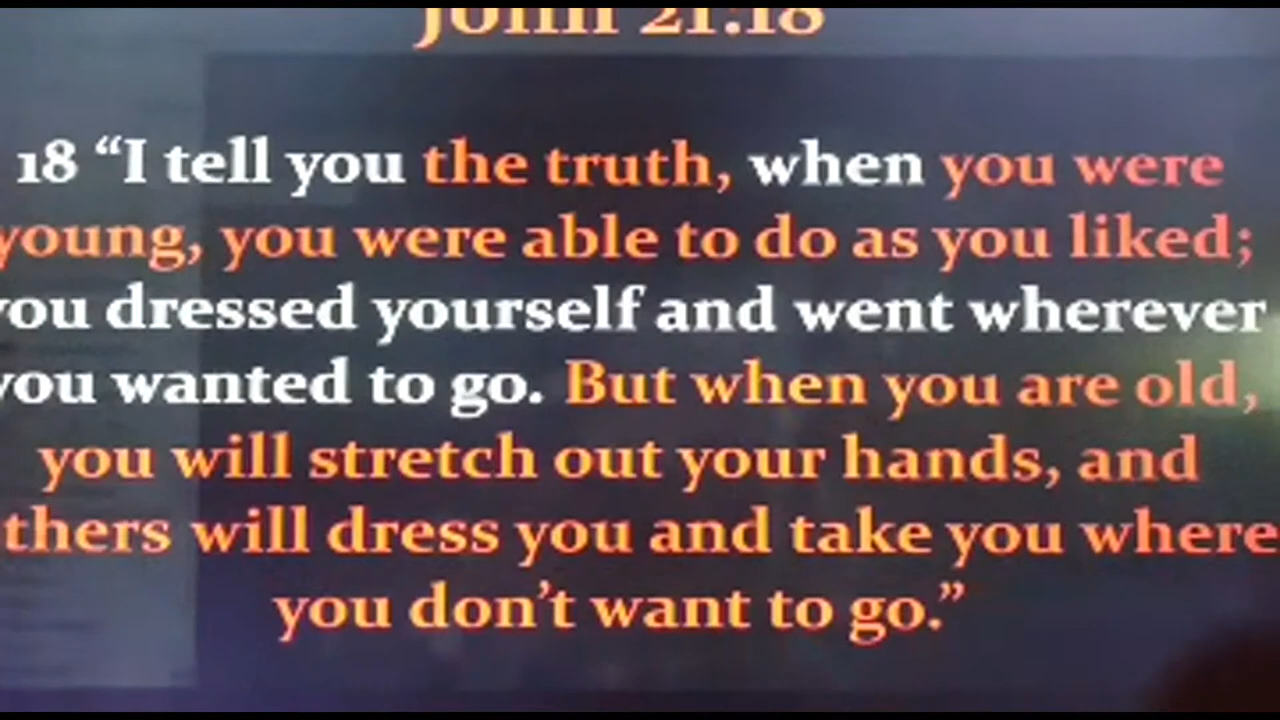 John 21:18
18 “I tell you the truth, when you were
young, you were able to do as you liked;
you dressed yourself and went wherever
you wanted to go. But when you are old,
you will stretch out your hands, and
others will dress you and take you where
you don’t want to go.”